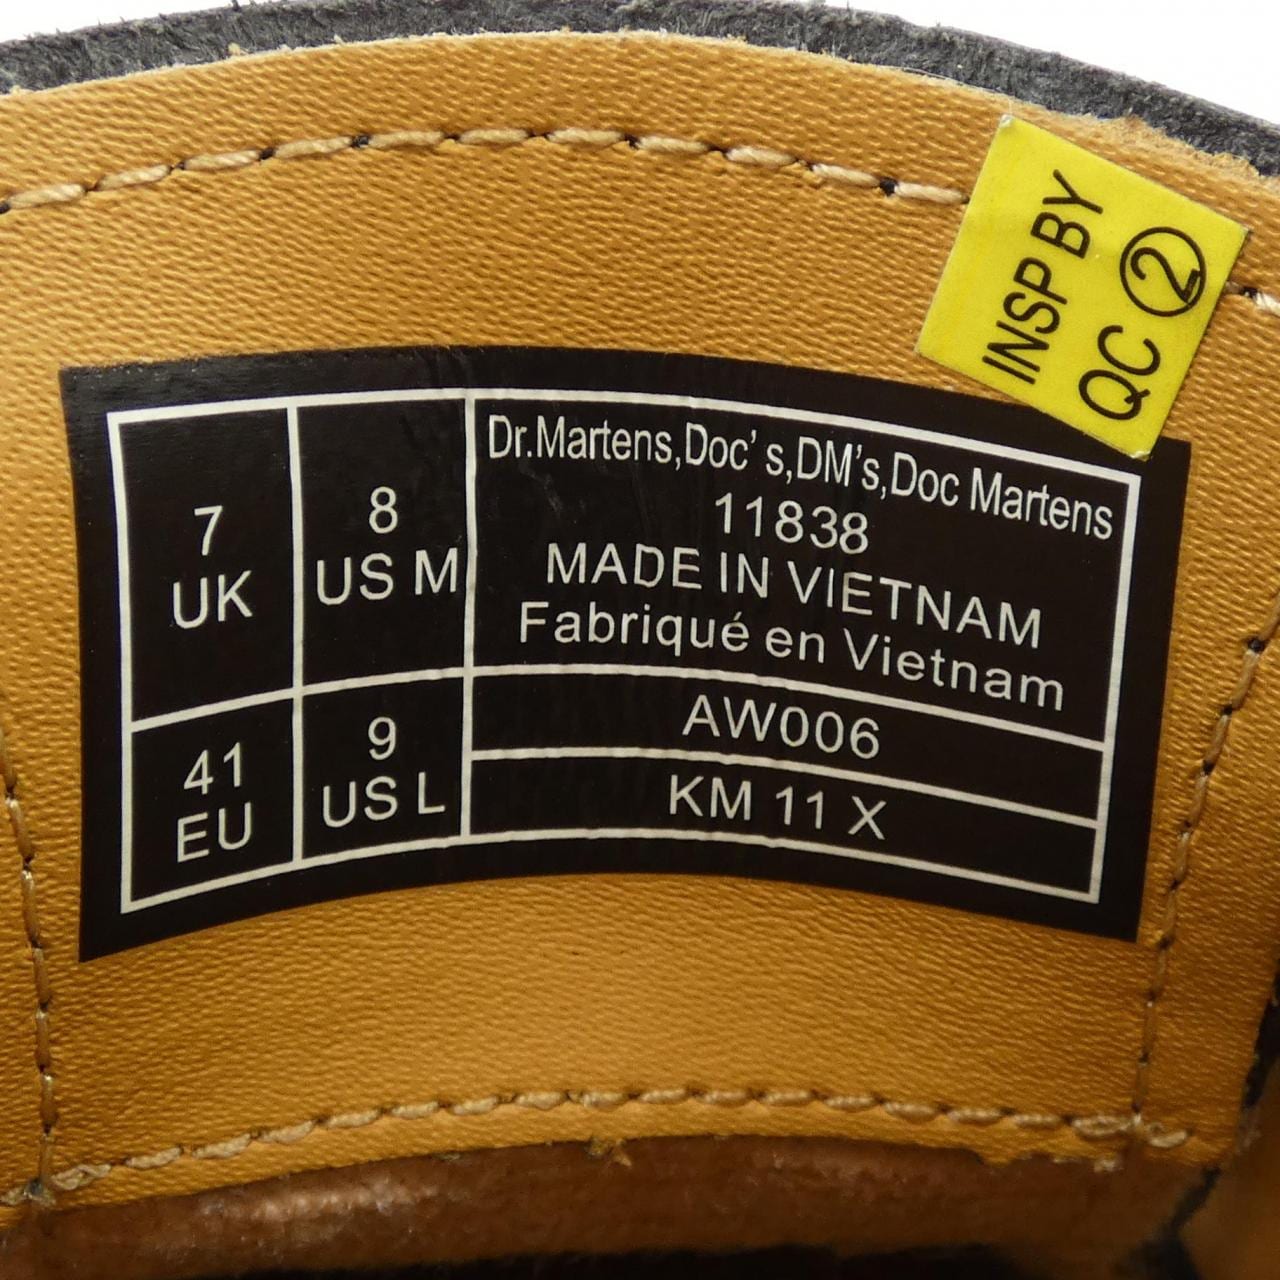 INSP BY
QC ②
7
UK
8
US M
Dr.Martens,Doc's,DM's,Doc Martens
11838
MADE IN VIETNAM
Fabriqué en Vietnam
41
EU
9
US L
AW006
KM 11 X